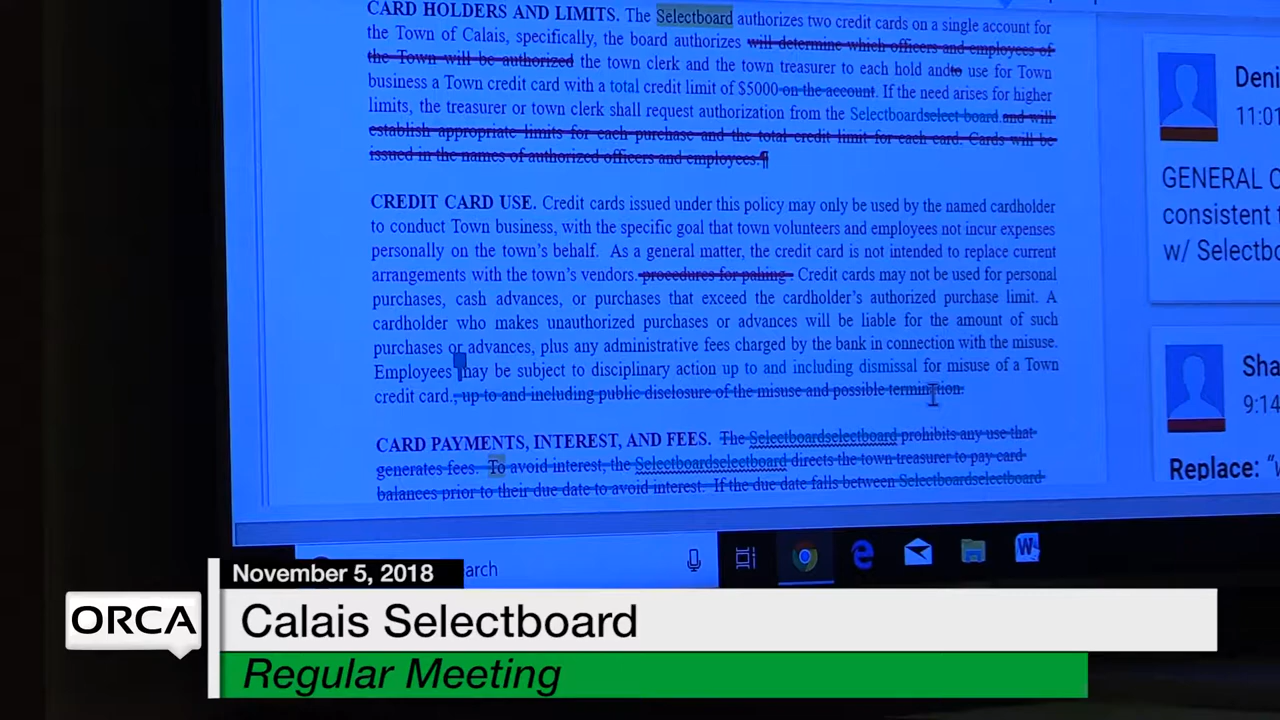 CARD HOLDERS AND LIMITS. The Selectboard authorizes two credit cards on a single account for
the Town of Calais, specifically, the board authorizes will determine which officers and employees of
the Town will be authorized the town clerk and the town treasurer to each hold andto use for Town
business a Town credit card with a total credit limit of $5000 on the account. If the need arises for higher
limits, the treasurer or town clerk shall request authorization from the Selectboardselect board.and will
establish appropriate limits for each purchase and the total credit limit for each card. Cards will be
issued in the names of authorized officers and employees.¶
CREDIT CARD USE. Credit cards issued under this policy may only be used by the named cardholder
to conduct Town business, with the specific goal that town volunteers and employees not incur expenses
personally on the town's behalf. As a general matter, the credit card is not intended to replace current
arrangements with the town's vendors. procedures for pahing. Credit cards may not be used for personal
purchases, cash advances, or purchases that exceed the cardholder's authorized purchase limit. A
cardholder who makes unauthorized purchases or advances will be liable for the amount of such
purchases or advances, plus any administrative fees charged by the bank in connection with the misuse.
Employees may be subject to disciplinary action up to and including dismissal for misuse of a Town
credit card., up to and including public disclosure of the misuse and possible termination.
CARD PAYMENTS, INTEREST, AND FEES. The Selectboardselectboard prohibits any use that
generates fees. To avoid interest, the Selectboardselectboard directs the town treasurer to pay card
balances prior to their due date to avoid interest. If the due date falls between Selectboardselectboard
Deni
11:01
GENERAL C
consistent
w/ Selectbo
Sha
9:14
Replace: "w
arch
November 5, 2018
ORCA
Calais Selectboard
Regular Meeting